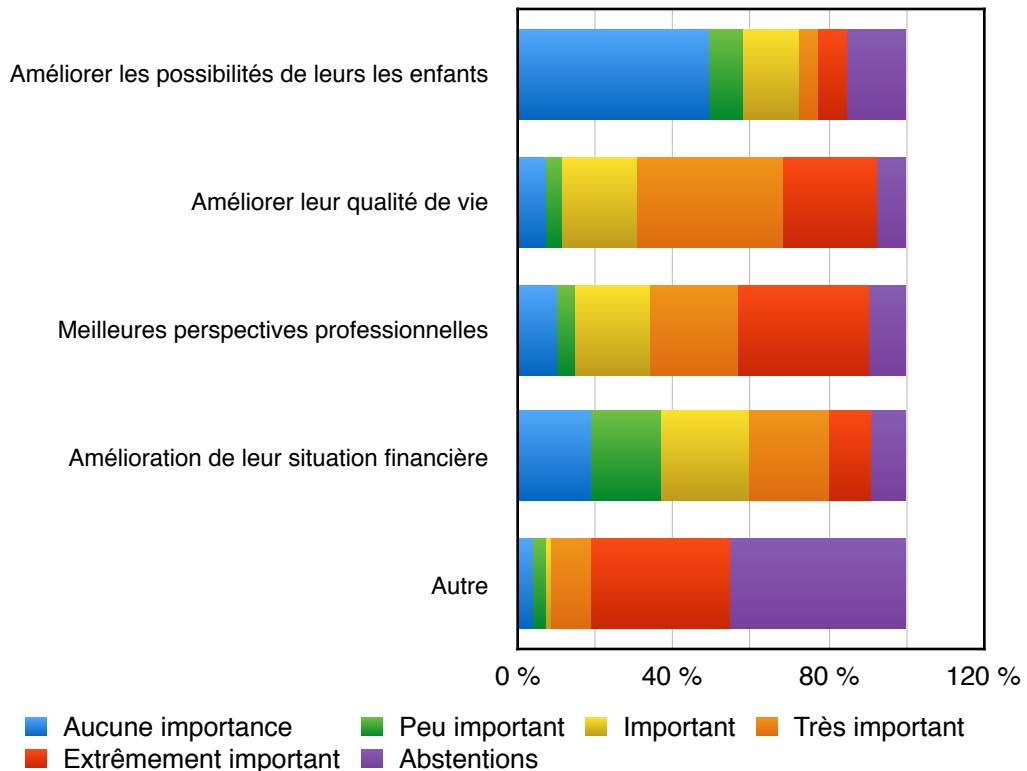 Améliorer les possibilités de leurs les enfants
Améliorer leur qualité de vie
Meilleures perspectives professionnelles
Amélioration de leur situation financière
Autre
0 % 40 % 80 % 120 %
Aucune importance Peu important Important Très important
Extrêmement important Abstentions